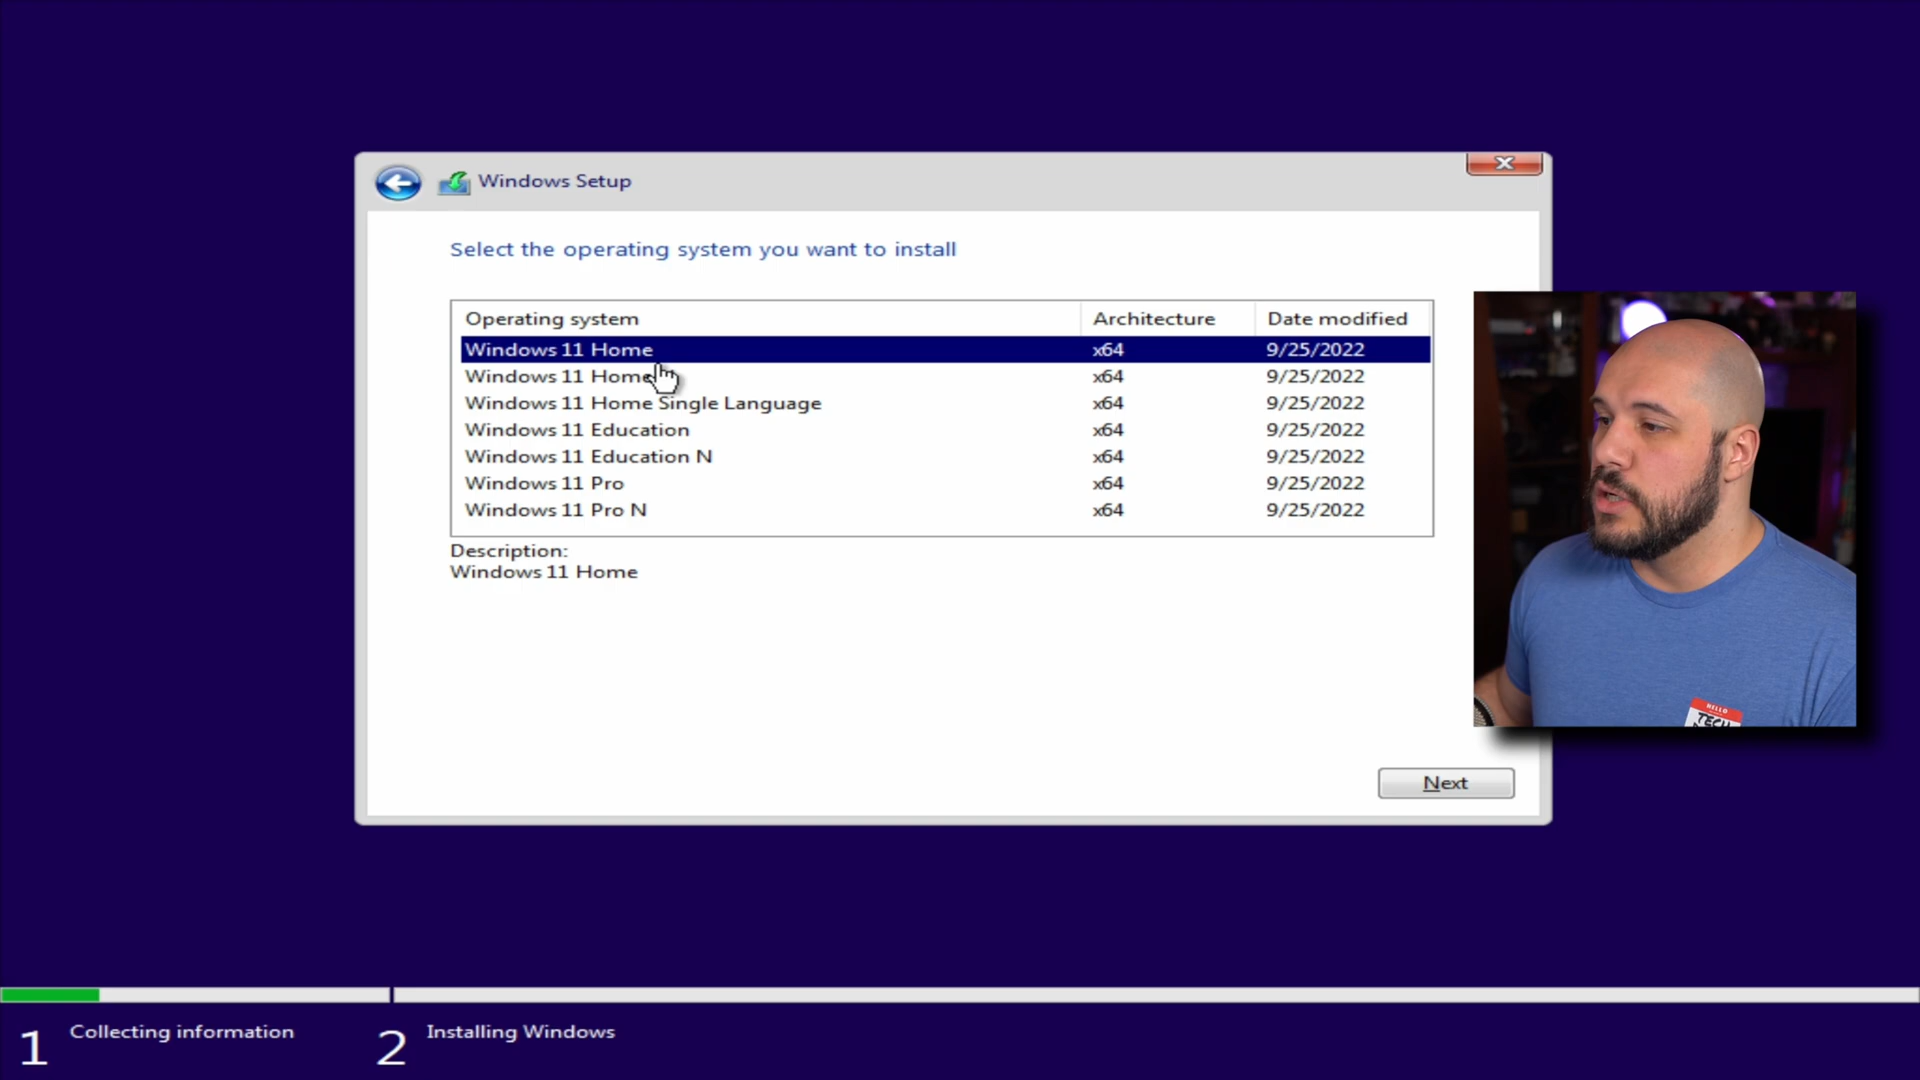 Windows Setup
Select the operating system you want to install
Operating system Architecture Date modified
Windows 11 Home x64 9/25/2022
Windows 11 Home x64 9/25/2022
Windows 11 Home Single Language x64 9/25/2022
Windows 11 Education x64 9/25/2022
Windows 11 Education N x64 9/25/2022
Windows 11 Pro x64 9/25/2022
Windows 11 Pro N x64 9/25/2022
Description:
Windows 11 Home
HELLO
TECH
Next
1 Collecting information 2 Installing Windows